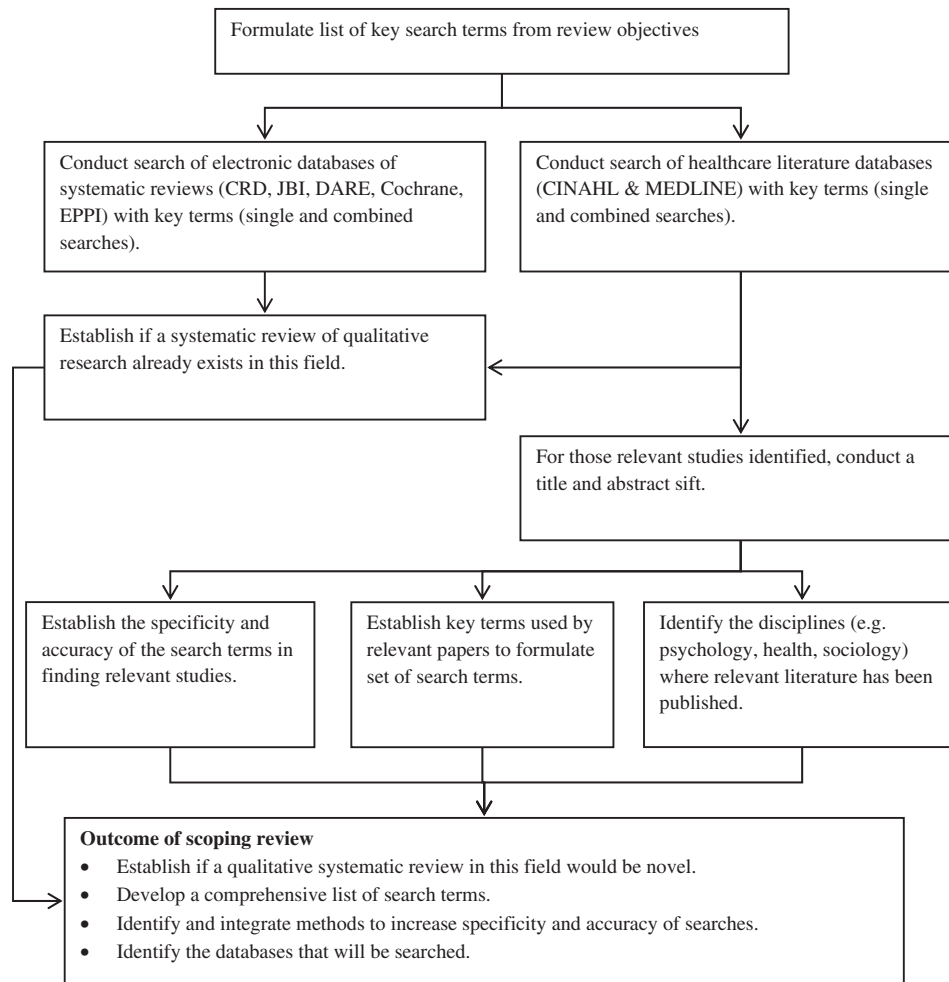 Formulate list of key search terms from review objectives
Conduct search of electronic databases of
systematic reviews (CRD, JBI, DARE, Cochrane,
EPPI) with key terms (single and combined
searches).
Conduct search of healthcare literature databases
(CINAHL & MEDLINE) with key terms (single
and combined searches).
Establish if a systematic review of qualitative
research already exists in this field.
For those relevant studies identified, conduct a
title and abstract sift.
Establish the specificity and
accuracy of the search terms in
finding relevant studies.
Establish key terms used by
relevant papers to formulate
set of search terms.
Identify the disciplines (e.g.
psychology, health, sociology)
where relevant literature has been
published.
Outcome of scoping review
• Establish if a qualitative systematic review in this field would be novel.
• Develop a comprehensive list of search terms.
• Identify and integrate methods to increase specificity and accuracy of searches.
• Identify the databases that will be searched.